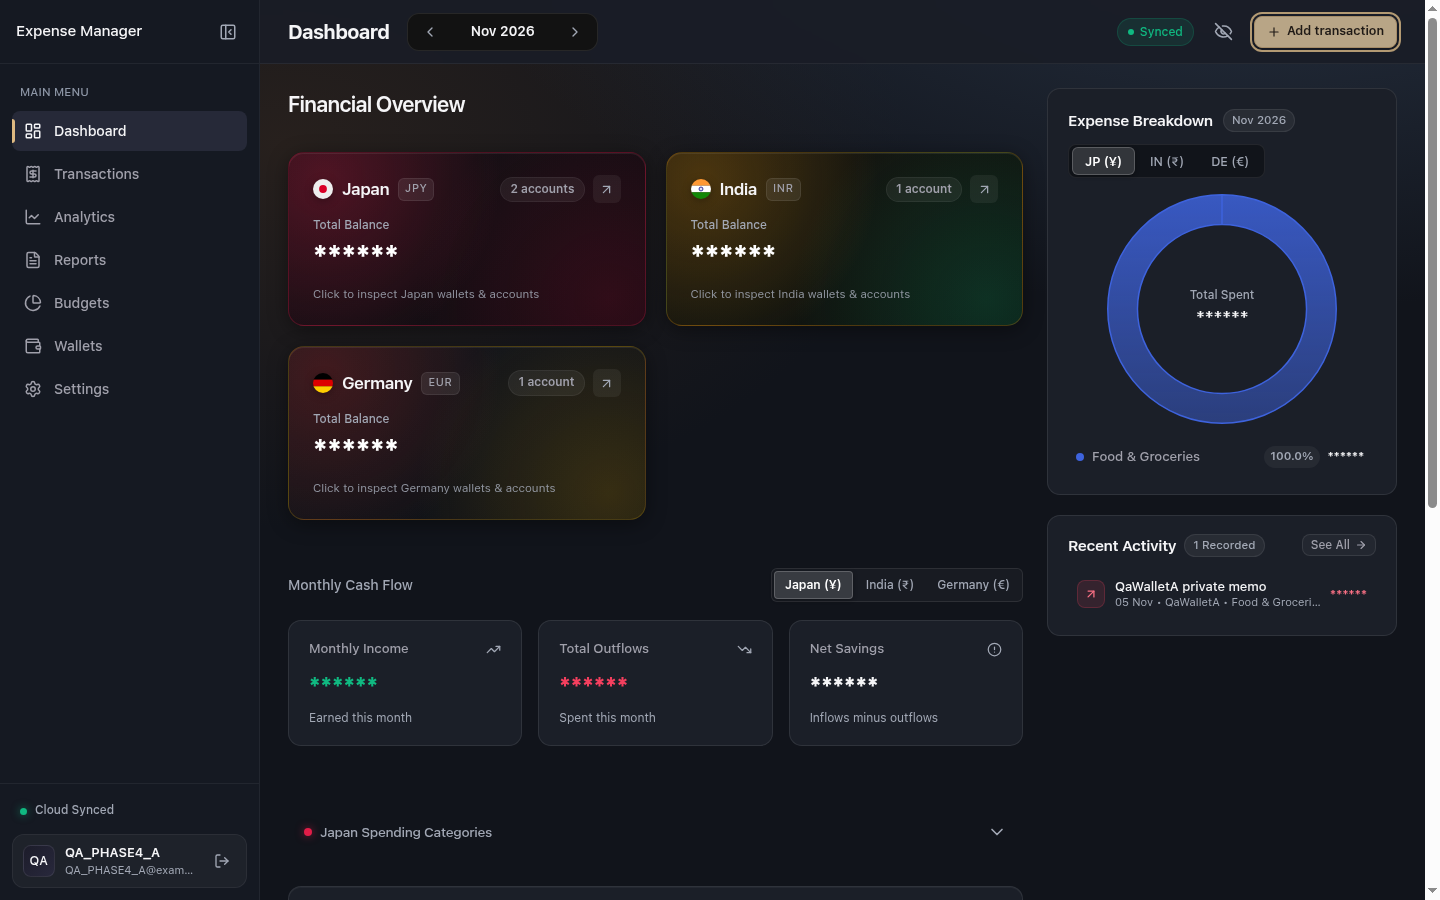 Expense Manager
MAIN MENU
Dashboard
Transactions
Analytics
Reports
Budgets
Wallets
Settings
Cloud Synced
QA
QA_PHASE4_A
QA_PHASE4_A@exam...
Dashboard
Nov 2026
Synced
Add transaction
Financial Overview
Japan JPY 2 accounts
Total Balance
******
Click to inspect Japan wallets & accounts
India INR 1 account
Total Balance
******
Click to inspect India wallets & accounts
Germany EUR 1 account
Total Balance
******
Click to inspect Germany wallets & accounts
Monthly Cash Flow
Japan (¥) India (₹) Germany (€)
Monthly Income
******
Earned this month
Total Outflows
******
Spent this month
Net Savings
******
Inflows minus outflows
Japan Spending Categories
Expense Breakdown Nov 2026
JP (¥) IN (₹) DE (€)
Total Spent
******
Food & Groceries 100.0% ******
Recent Activity 1 Recorded See All
QaWalletA private memo
05 Nov • QaWalletA • Food & Groceri... ******